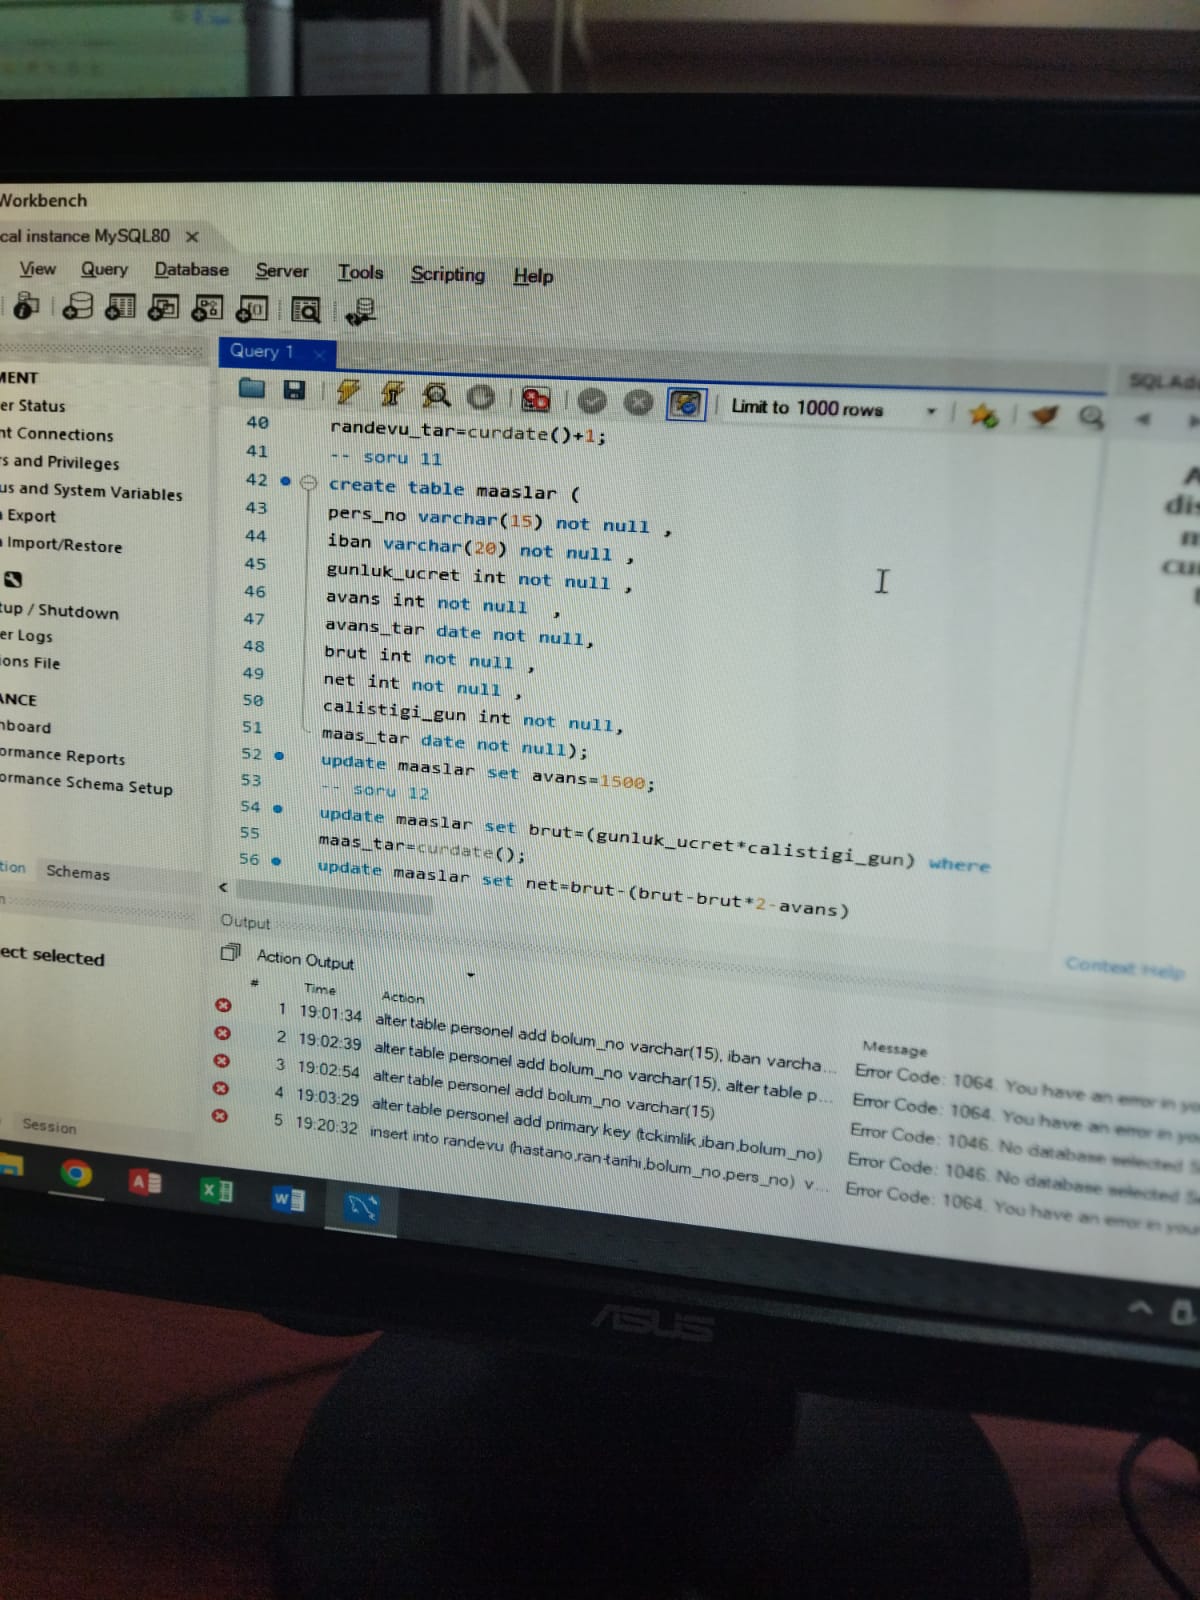 Workbench
cal instance MySQL80
View Query Database Server Tools Scripting Help
Query 1
MENT
er Status
nt Connections
rs and Privileges
us and System Variables
Export
Import/Restore
tup / Shutdown
er Logs
ions File
ANCE
hboard
ormance Reports
ormance Schema Setup
tion Schemas
ect selected
Session
Limit to 1000 rows
40 randevu_tar=curdate()+1;
41 -- soru 11
42 create table maaslar (
43 pers_no varchar(15) not null ,
44 iban varchar(20) not null ,
45 gunluk_ucret int not null ,
46 avans int not null ,
47 avans_tar date not null,
48 brut int not null ,
49 net int not null ,
50 calistigi_gun int not null,
51 maas_tar date not null);
52 update maaslar set avans=1500;
53 -- soru 12
54 update maaslar set brut=(gunluk_ucret*calistigi_gun) where
55 maas_tar=curdate();
56 update maaslar set net=brut-(brut-brut*2-avans)
Output
Action Output
# Time Action Message
1 19:01:34 alter table personel add bolum_no varchar(15), iban varcha... Error Code: 1064. You have an error in yo
2 19:02:39 alter table personel add bolum_no varchar(15), alter table p... Error Code: 1064. You have an error in yo
3 19:02:54 alter table personel add bolum_no varchar(15) Error Code: 1046. No database selected S
4 19:03:29 alter table personel add primary key (tckimlik,iban,bolum_no) Error Code: 1046. No database selected Se
5 19:20:32 insert into randevu (hastano,ran-tarihi,bolum_no,pers_no) v... Error Code: 1064. You have an error in your
SQLAd
A
dis
m
cu
Context Help
ASUS